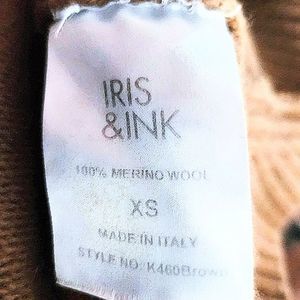 IRIS
&INK
100% MERINO WOOL
XS
MADE IN ITALY
STYLE NO: K460Brown